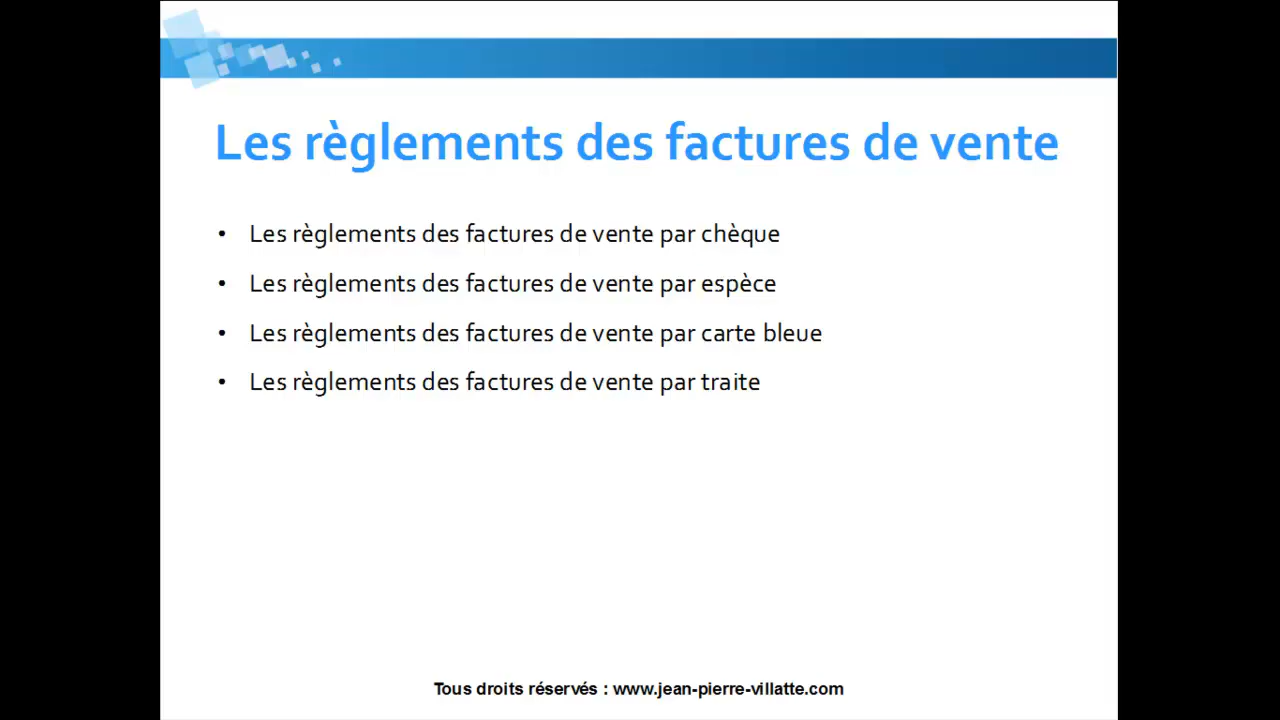 Les règlements des factures de vente
• Les règlements des factures de vente par chèque
• Les règlements des factures de vente par espèce
• Les règlements des factures de vente par carte bleue
• Les règlements des factures de vente par traite
Tous droits réservés : www.jean-pierre-villatte.com